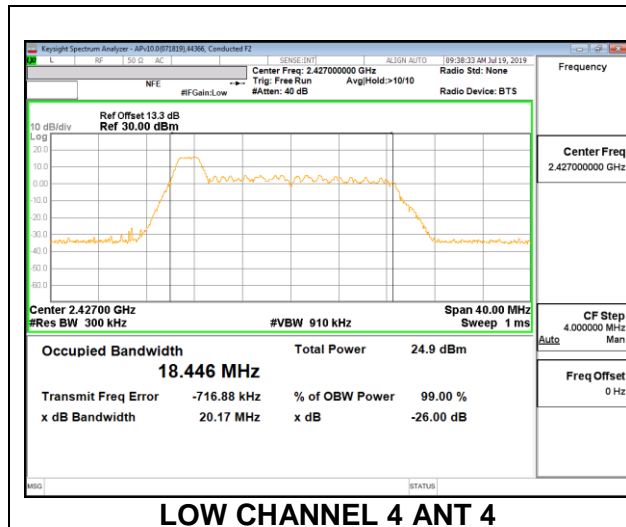 Keysight Spectrum Analyzer - APv10.0(071819),44366, Conducted F2
L RF 50 Ω AC SENSE:INT ALIGN AUTO 09:38:33 AM Jul 19, 2019
Center Freq: 2.427000000 GHz Radio Std: None
NFE Trig: Free Run Avg|Hold:>10/10
#IFGain:Low #Atten: 40 dB Radio Device: BTS
Frequency
Ref Offset 13.3 dB
10 dB/div Ref 30.00 dBm
Log
20.0
10.0
0.00
-10.0
-20.0
-30.0
-40.0
-50.0
-60.0
Center 2.42700 GHz Span 40.00 MHz
#Res BW 300 kHz #VBW 910 kHz Sweep 1 ms
Center Freq
2.427000000 GHz
CF Step
4.000000 MHz
Auto Man
Freq Offset
0 Hz
Occupied Bandwidth Total Power 24.9 dBm
18.446 MHz
Transmit Freq Error -716.88 kHz % of OBW Power 99.00 %
x dB Bandwidth 20.17 MHz x dB -26.00 dB
MSG STATUS
LOW CHANNEL 4 ANT 4